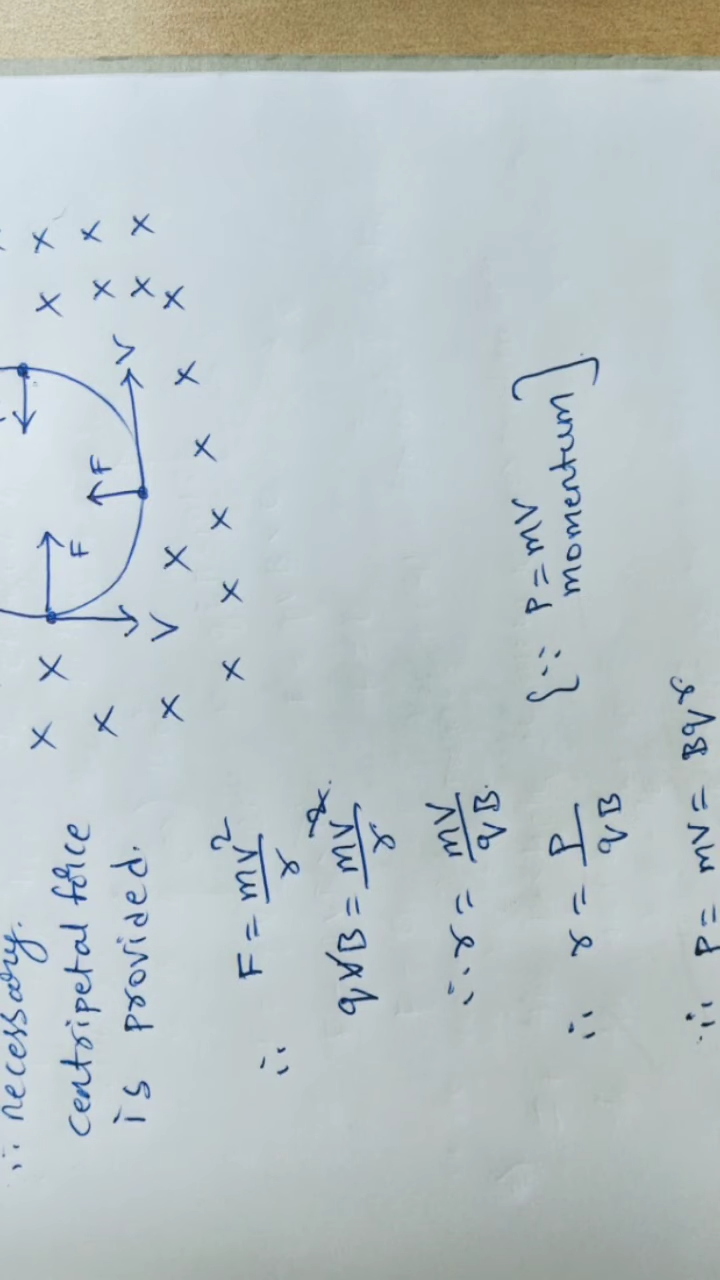 x x x x
x x x x
V
F
x
x
F
x
x x
x
x
V
x
x x x
∴ necessary.
centripetal force
is provided.
∴ F = mv²/r
qvB = mv²/r
∴ r = mv/qB.
∴ r = P/qB {∵ P = mv
momentum}
∴ P = mv = Bqr